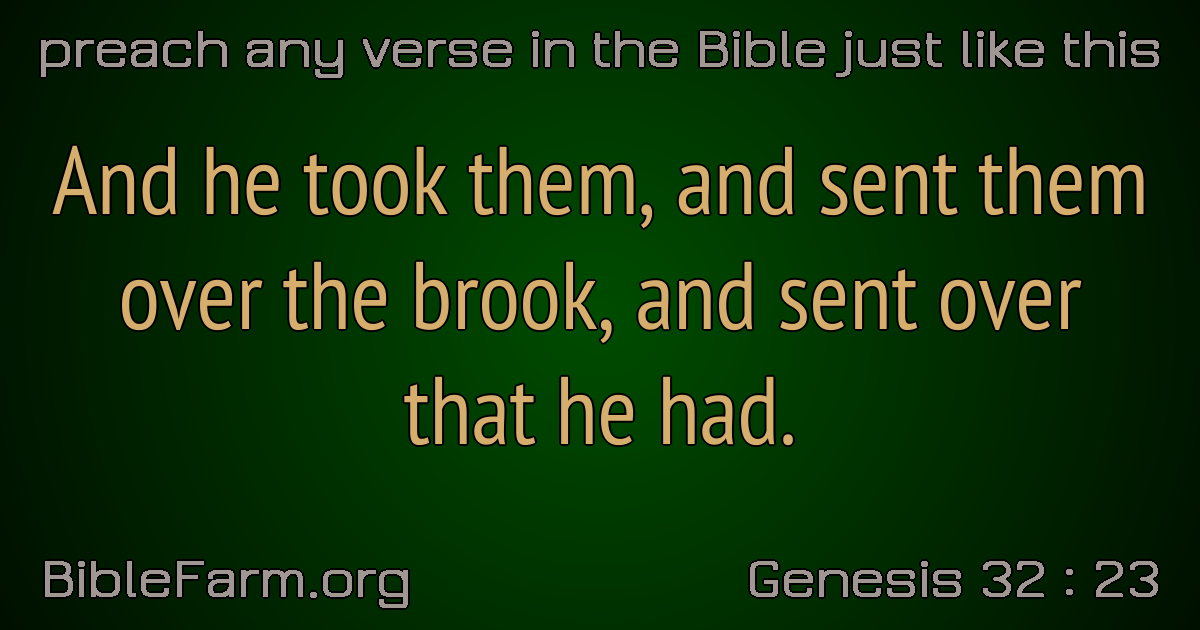 preach any verse in the Bible just like this
And he took them, and sent them
over the brook, and sent over
that he had.
BibleFarm.org
Genesis 32 : 23